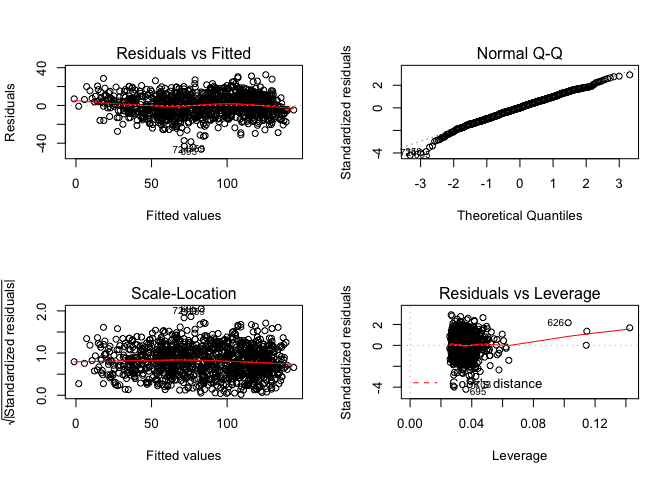 Residuals vs Fitted
Residuals
40
0
-40
0
50
100
Fitted values
Normal Q-Q
Standardized residuals
2
0
-4
-3
-2
-1
0
1
2
3
Theoretical Quantiles
Scale-Location
√|Standardized residuals|
2.0
1.0
0.0
0
50
100
Fitted values
Residuals vs Leverage
Standardized residuals
2
0
-4
626
Cook's distance
695
0.00
0.04
0.08
0.12
Leverage